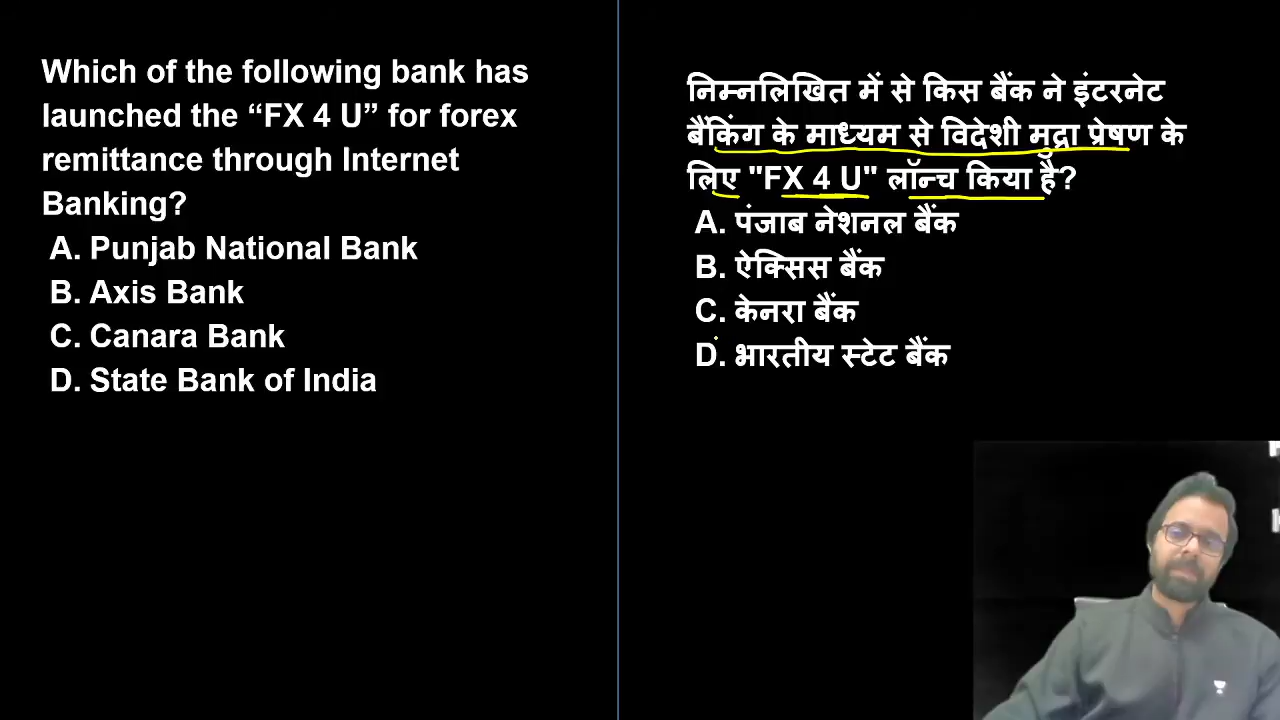 Which of the following bank has
launched the “FX 4 U” for forex
remittance through Internet
Banking?
A. Punjab National Bank
B. Axis Bank
C. Canara Bank
D. State Bank of India
निम्नलिखित में से किस बैंक ने इंटरनेट
बैंकिंग के माध्यम से विदेशी मुद्रा प्रेषण के
लिए "FX 4 U" लॉन्च किया है?
A. पंजाब नेशनल बैंक
B. ऐक्सिस बैंक
C. केनरा बैंक
D. भारतीय स्टेट बैंक